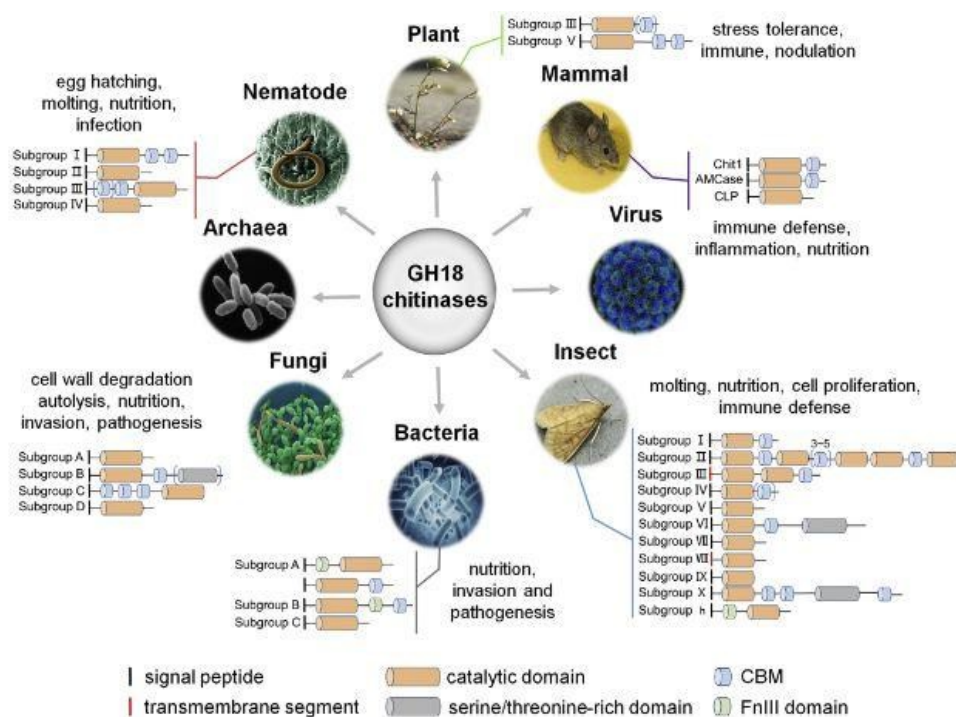 Plant
Subgroup III
Subgroup V
stress tolerance,
immune, nodulation
Mammal
Chit1
AMCase
CLP
immune defense,
inflammation, nutrition
egg hatching,
molting, nutrition,
infection
Nematode
Subgroup I
Subgroup II
Subgroup III
Subgroup IV
Archaea
GH18
chitinases
Virus
Fungi
cell wall degradation
autolysis, nutrition,
invasion, pathogenesis
Subgroup A
Subgroup B
Subgroup C
Subgroup D
Bacteria
Subgroup A
Subgroup B
Subgroup C
nutrition,
invasion and
pathogenesis
Insect
molting, nutrition, cell proliferation,
immune defense
3-5
Subgroup I
Subgroup II
Subgroup III
Subgroup IV
Subgroup V
Subgroup VI
Subgroup VII
Subgroup VIII
Subgroup IX
Subgroup X
Subgroup h
signal peptide
catalytic domain
CBM
transmembrane segment
serine/threonine-rich domain
FnIII domain